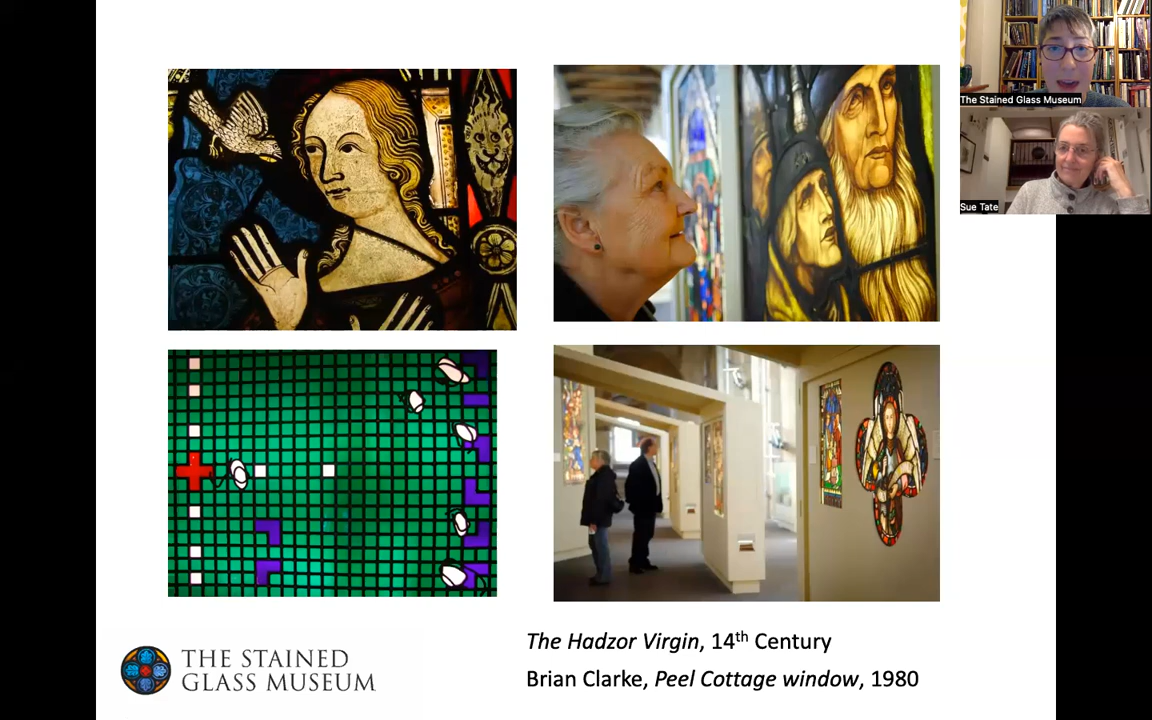 The Stained Glass Museum
Sue Tate
The Hadzor Virgin, 14th Century
Brian Clarke, Peel Cottage window, 1980
THE STAINED
GLASS MUSEUM